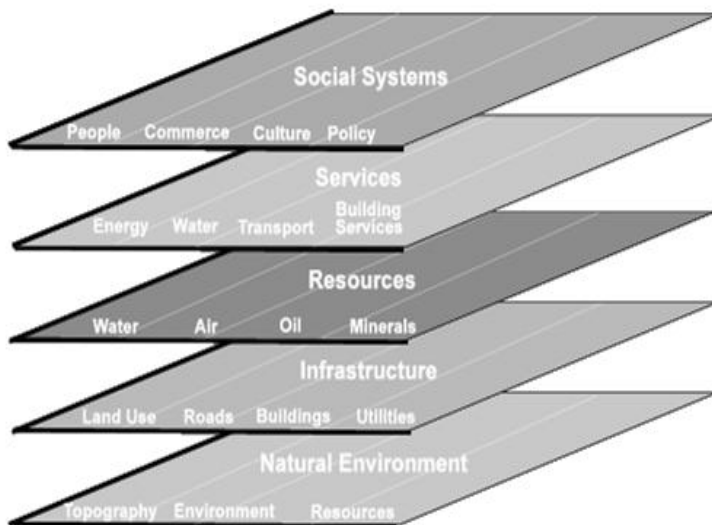 Social Systems
People Commerce Culture Policy
Services
Energy Water Transport Building Services
Resources
Water Air Oil Minerals
Infrastructure
Land Use Roads Buildings Utilities
Natural Environment
Topography Environment Resources